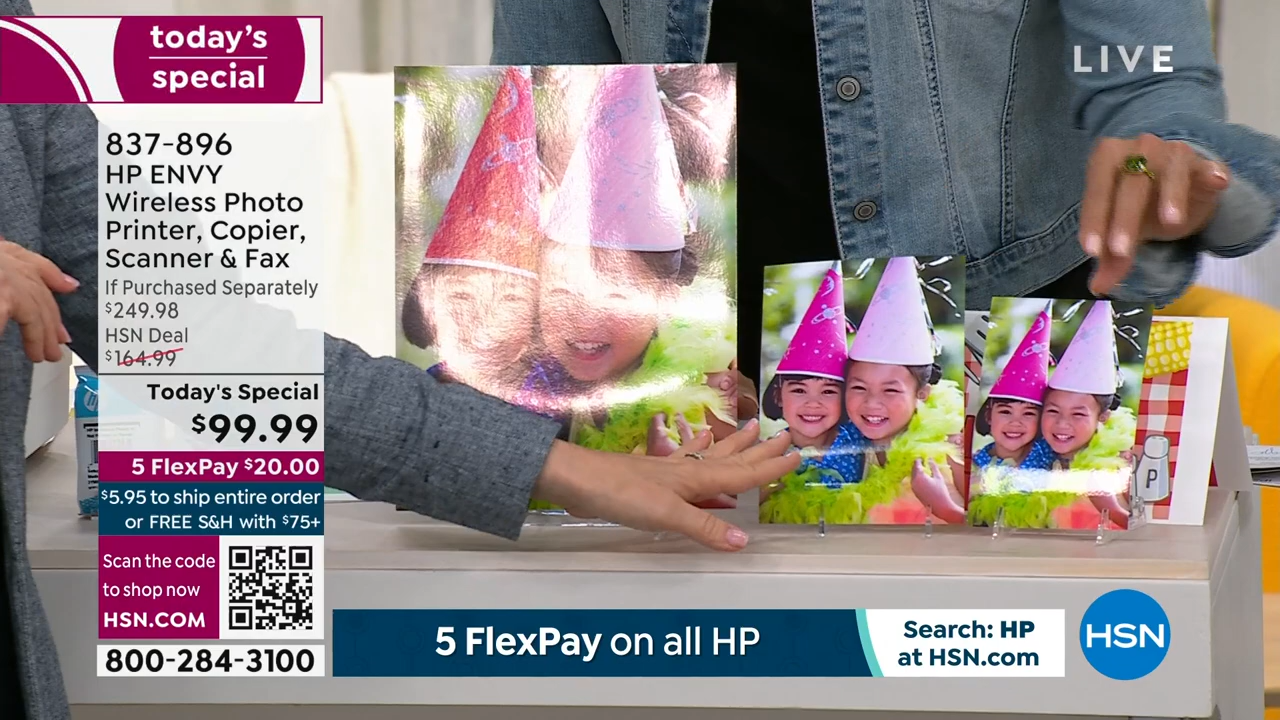 today's
special
837-896
HP ENVY
Wireless Photo
Printer, Copier,
Scanner & Fax
If Purchased Separately
$249.98
HSN Deal
$164.99
Today's Special
$99.99
5 FlexPay $20.00
$5.95 to ship entire order
or FREE S&H with $75+
Scan the code
to shop now
HSN.COM
800-284-3100
LIVE
P
5 FlexPay on all HP
Search: HP
at HSN.com
HSN